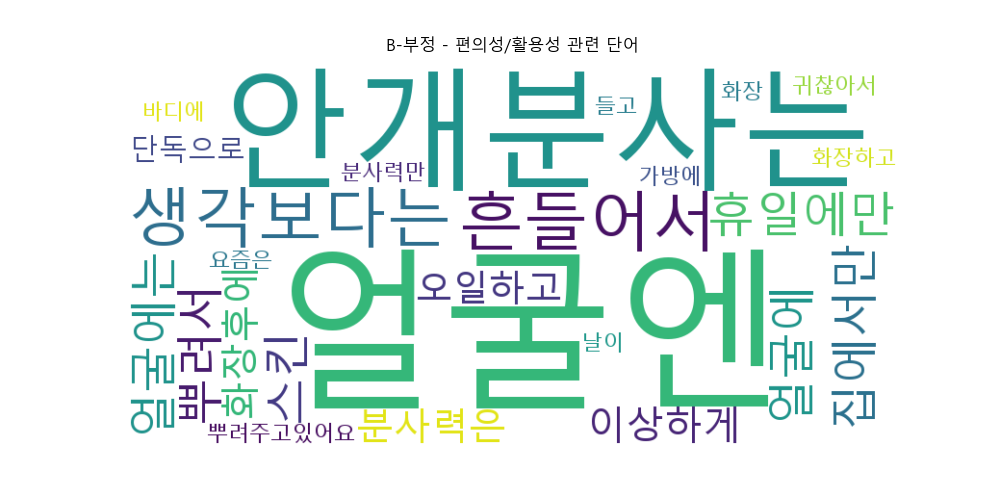 B-부정 - 편의성/활용성 관련 단어
안개분사는
바디에
들고
화장
귀찮아서
단독으로
분사력만
가방에
화장하고
생각보다는
흔들어서
휴일에만
요즘은
얼굴엔
오일하고
얼굴에는
뿌려서
화장후에
스킨
날이
얼굴에
집에서만
뿌려주고있어요
분사력은
이상하게